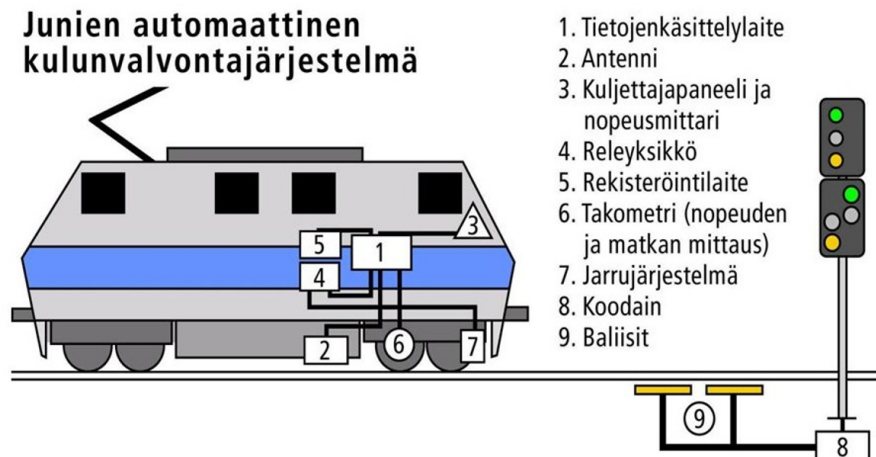 Junien automaattinen
kulunvalvontajärjestelmä
1. Tietojenkäsittelylaite
2. Antenni
3. Kuljettajapaneeli ja
nopeusmittari
4. Releyksikkö
5. Rekisteröintilaite
6. Takometri (nopeuden
ja matkan mittaus)
7. Jarrujärjestelmä
8. Koodain
9. Baliisit
3
5
1
4
2
6
7
9
8